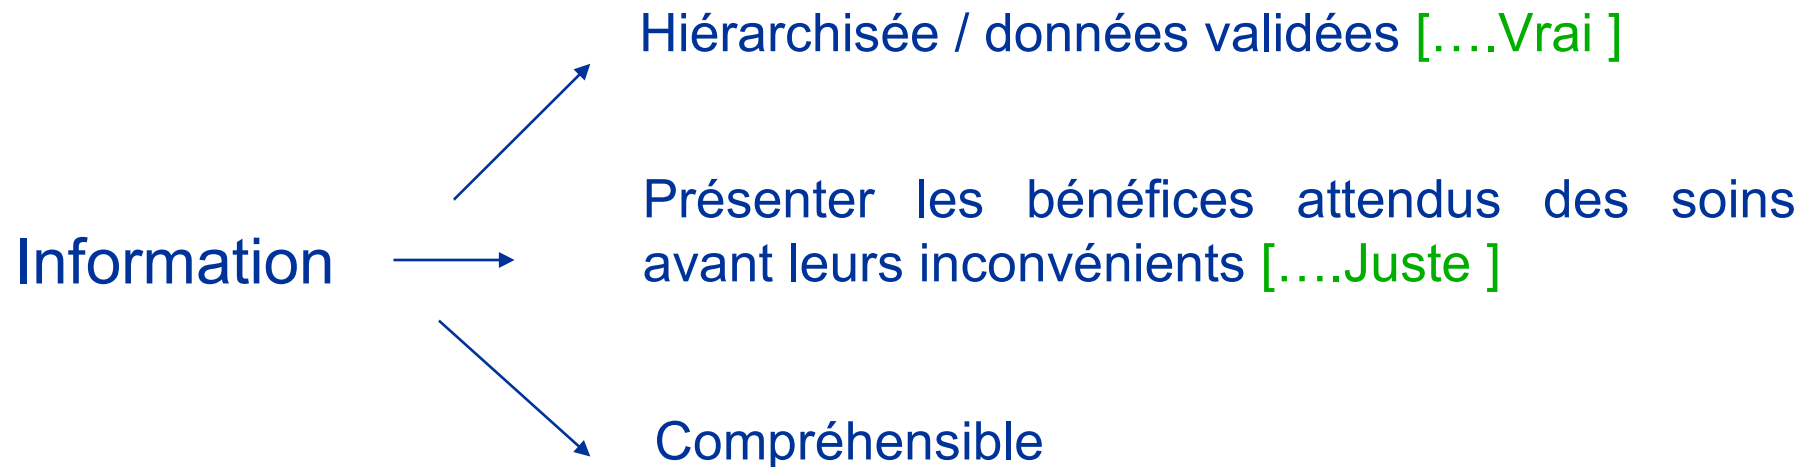 Hiérarchisée / données validées [….Vrai ]
Présenter les bénéfices attendus des soins
avant leurs inconvénients [….Juste ]
Information
Compréhensible